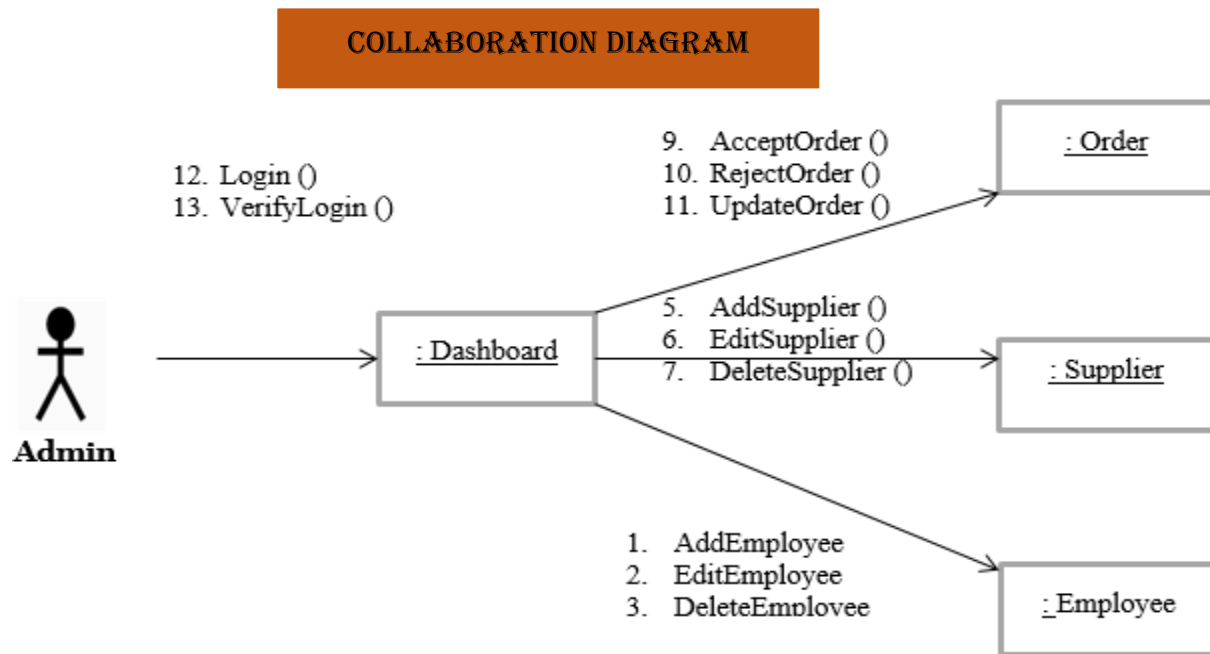 COLLABORATION DIAGRAM
12. Login ()
13. VerifyLogin ()
9. AcceptOrder ()
10. RejectOrder ()
11. UpdateOrder ()
: Order
: Dashboard
5. AddSupplier ()
6. EditSupplier ()
7. DeleteSupplier ()
: Supplier
Admin
1. AddEmployee
2. EditEmployee
3. DeleteEmployee
: Employee